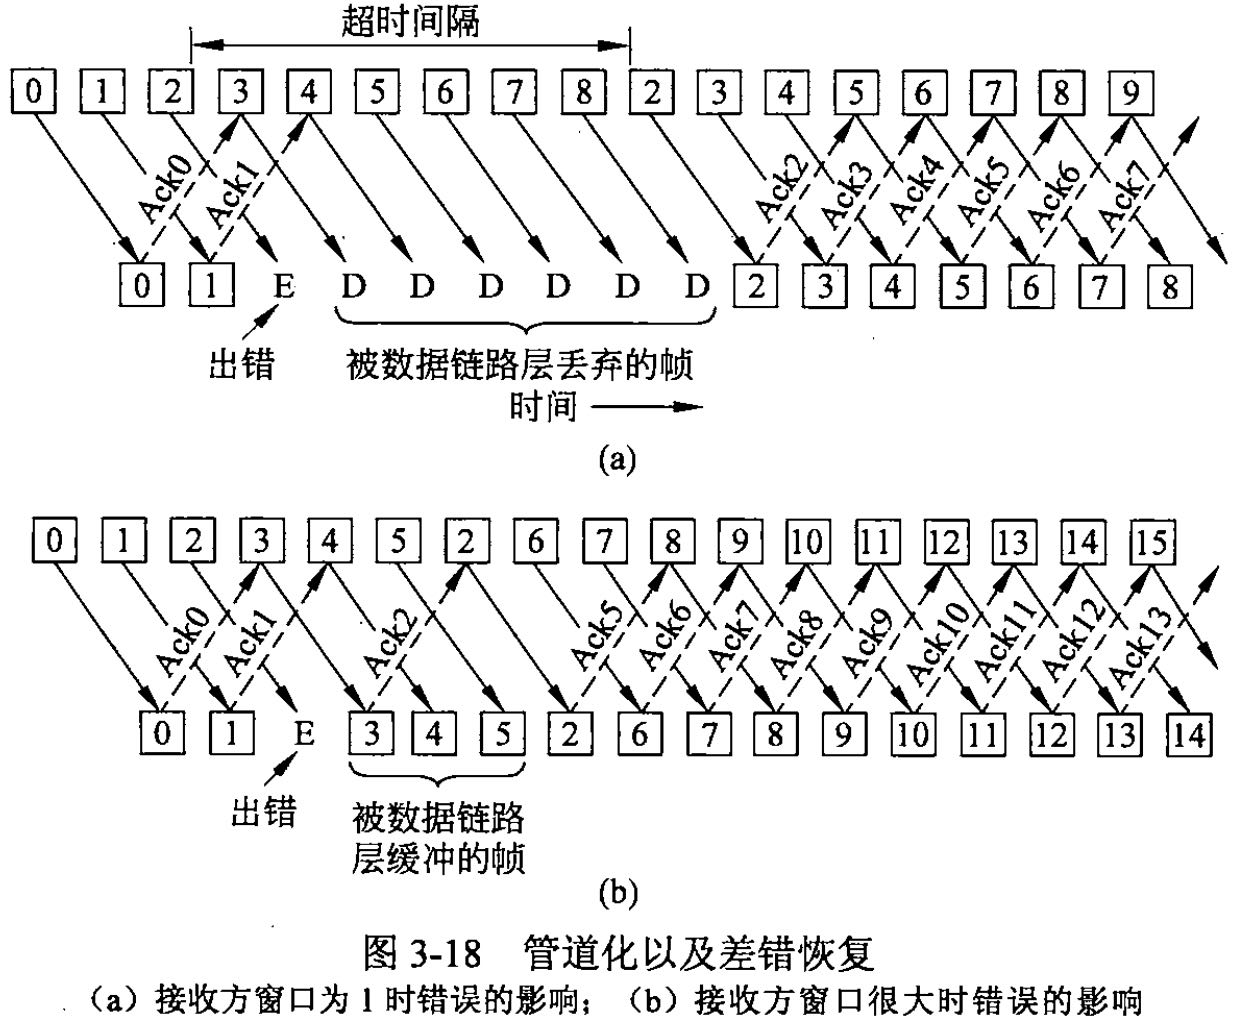 超时间隔
0 1 2 3 4 5 6 7 8 2 3 4 5 6 7 8 9
Ack0 Ack1 Ack2 Ack3 Ack4 Ack5 Ack6 Ack7
0 1 E D D D D D D 2 3 4 5 6 7 8
出错 被数据链路层丢弃的帧
时间
(a)
0 1 2 3 4 5 2 6 7 8 9 10 11 12 13 14 15
Ack0 Ack1 Ack2 Ack5 Ack6 Ack7 Ack8 Ack9 Ack10 Ack11 Ack12 Ack13
0 1 E 3 4 5 2 6 7 8 9 10 11 12 13 14
出错 被数据链路
层缓冲的帧
(b)
图 3-18 管道化以及差错恢复
（a）接收方窗口为 1 时错误的影响；（b）接收方窗口很大时错误的影响